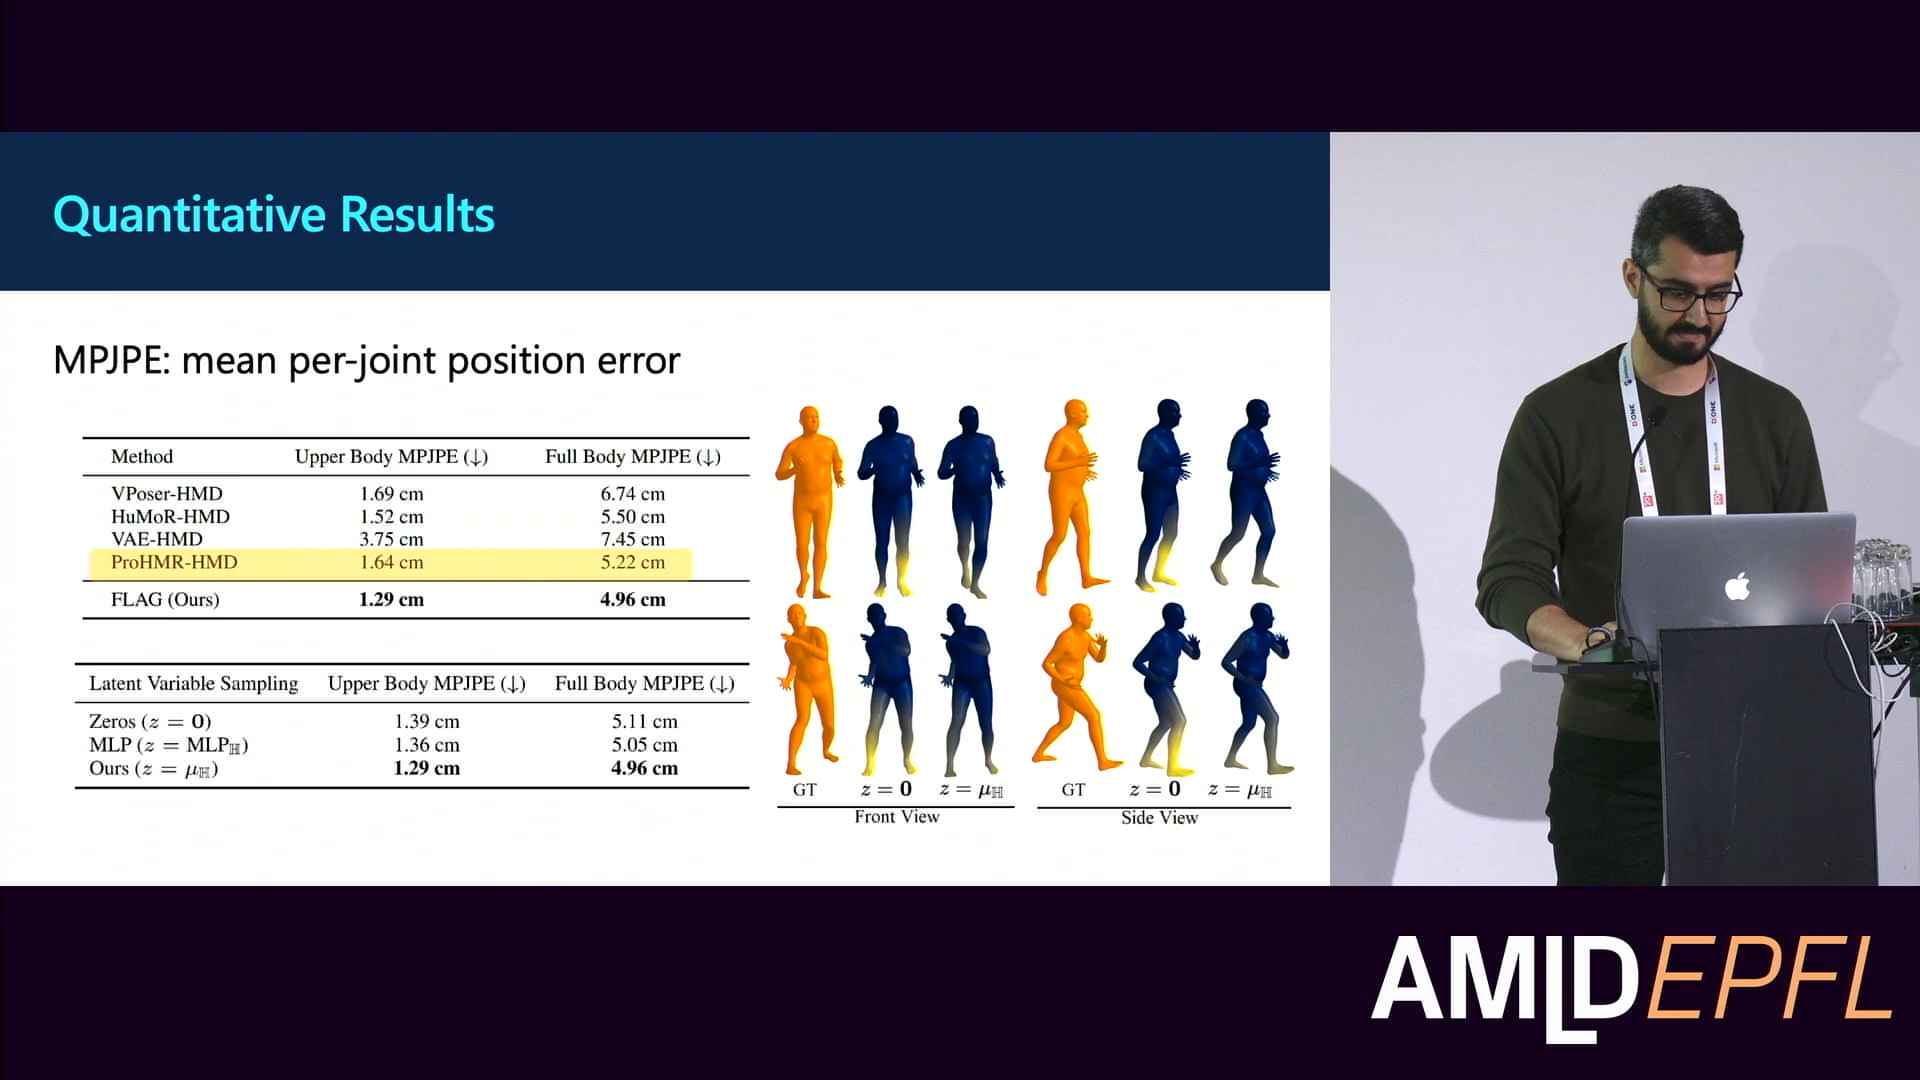 Quantitative Results
MPJPE: mean per-joint position error
Method Upper Body MPJPE (↓) Full Body MPJPE (↓)
VPoser-HMD 1.69 cm 6.74 cm
HuMoR-HMD 1.52 cm 5.50 cm
VAE-HMD 3.75 cm 7.45 cm
ProHMR-HMD 1.64 cm 5.22 cm
FLAG (Ours) 1.29 cm 4.96 cm
Latent Variable Sampling Upper Body MPJPE (↓) Full Body MPJPE (↓)
Zeros (z = 0) 1.39 cm 5.11 cm
MLP (z = MLPℍ) 1.36 cm 5.05 cm
Ours (z = μℍ) 1.29 cm 4.96 cm
GT z = 0 z = μℍ GT z = 0 z = μℍ
Front View Side View
AMLD EPFL